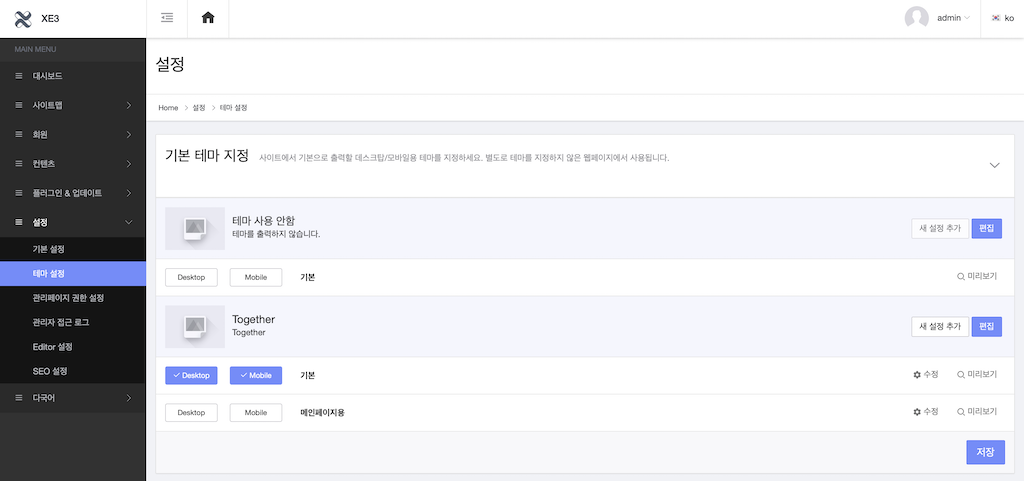 XE3
admin
ko
MAIN MENU
대시보드
사이트맵
회원
컨텐츠
플러그인 & 업데이트
설정
기본 설정
테마 설정
관리페이지 권한 설정
관리자 접근 로그
Editor 설정
SEO 설정
다국어
설정
Home 설정 테마 설정
기본 테마 지정 사이트에서 기본으로 출력할 데스크탑/모바일용 테마를 지정하세요. 별도로 테마를 지정하지 않은 웹페이지에서 사용됩니다.
테마 사용 안함
테마를 출력하지 않습니다.
새 설정 추가 편집
Desktop Mobile 기본 미리보기
Together
Together
새 설정 추가 편집
Desktop Mobile 기본 수정 미리보기
Desktop Mobile 메인페이지용 수정 미리보기
저장